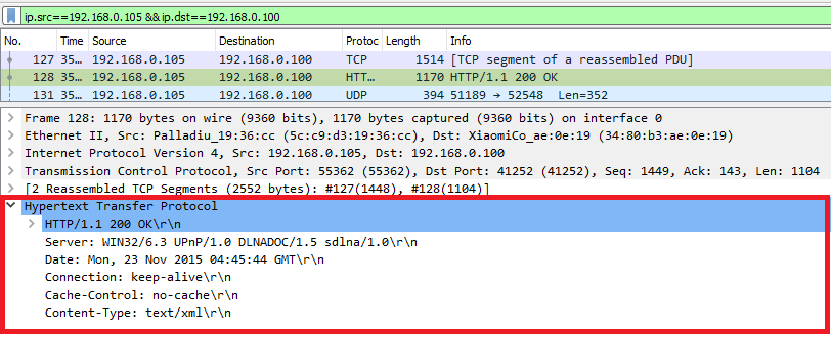 ip.src==192.168.0.105 &&ip.dst==192.168.0.100
No. Time Source Destination Protoc Length Info
127 35… 192.168.0.105 192.168.0.100 TCP 1514 [TCP segment of a reassembled PDU]
128 35… 192.168.0.105 192.168.0.100 HTT… 1170 HTTP/1.1 200 OK
131 35… 192.168.0.105 192.168.0.100 UDP 394 51189 → 52548 Len=352
Frame 128: 1170 bytes on wire (9360 bits), 1170 bytes captured (9360 bits) on interface 0
Ethernet II, Src: Palladiu_19:36:cc (5c:c9:d3:19:36:cc), Dst: XiaomiCo_ae:0e:19 (34:80:b3:ae:0e:19)
Internet Protocol Version 4, Src: 192.168.0.105, Dst: 192.168.0.100
Transmission Control Protocol, Src Port: 55362 (55362), Dst Port: 41252 (41252), Seq: 1449, Ack: 143, Len: 1104
[2 Reassembled TCP Segments (2552 bytes): #127(1448), #128(1104)]
Hypertext Transfer Protocol
HTTP/1.1 200 OK\r\n
Server: WIN32/6.3 UPnP/1.0 DLNADOC/1.5 sdlna/1.0\r\n
Date: Mon, 23 Nov 2015 04:45:44 GMT\r\n
Connection: keep-alive\r\n
Cache-Control: no-cache\r\n
Content-Type: text/xml\r\n